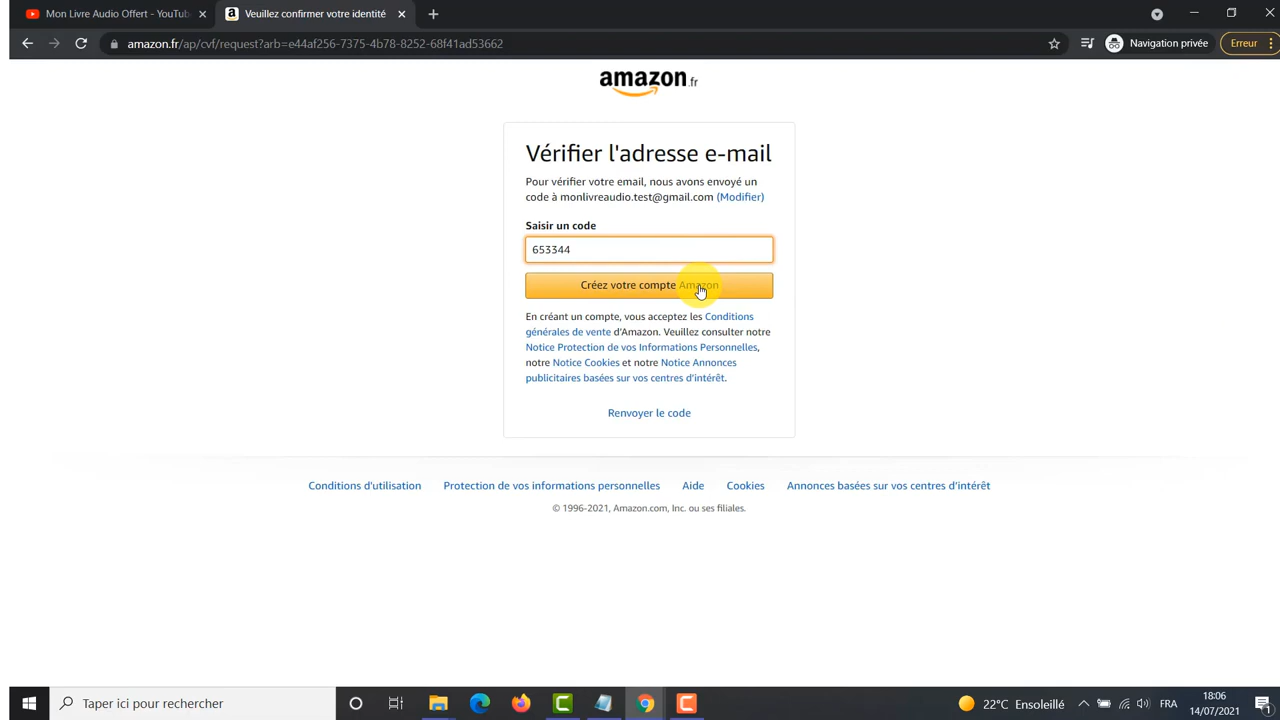 Mon Livre Audio Offert - YouTub
Veuillez confirmer votre identité
amazon.fr/ap/cvf/request?arb=e44af256-7375-4b78-8252-68f41ad53662
Navigation privée
Erreur
amazon.fr
Vérifier l'adresse e-mail
Pour vérifier votre email, nous avons envoyé un
code à monlivreaudio.test@gmail.com (Modifier)
Saisir un code
653344
Créez votre compte Amazon
En créant un compte, vous acceptez les Conditions
générales de vente d'Amazon. Veuillez consulter notre
Notice Protection de vos Informations Personnelles,
notre Notice Cookies et notre Notice Annonces
publicitaires basées sur vos centres d'intérêt.
Renvoyer le code
Conditions d'utilisation Protection de vos informations personnelles Aide Cookies Annonces basées sur vos centres d'intérêt
© 1996-2021, Amazon.com, Inc. ou ses filiales.
Taper ici pour rechercher
22°C Ensoleillé
FRA
18:06
14/07/2021
1